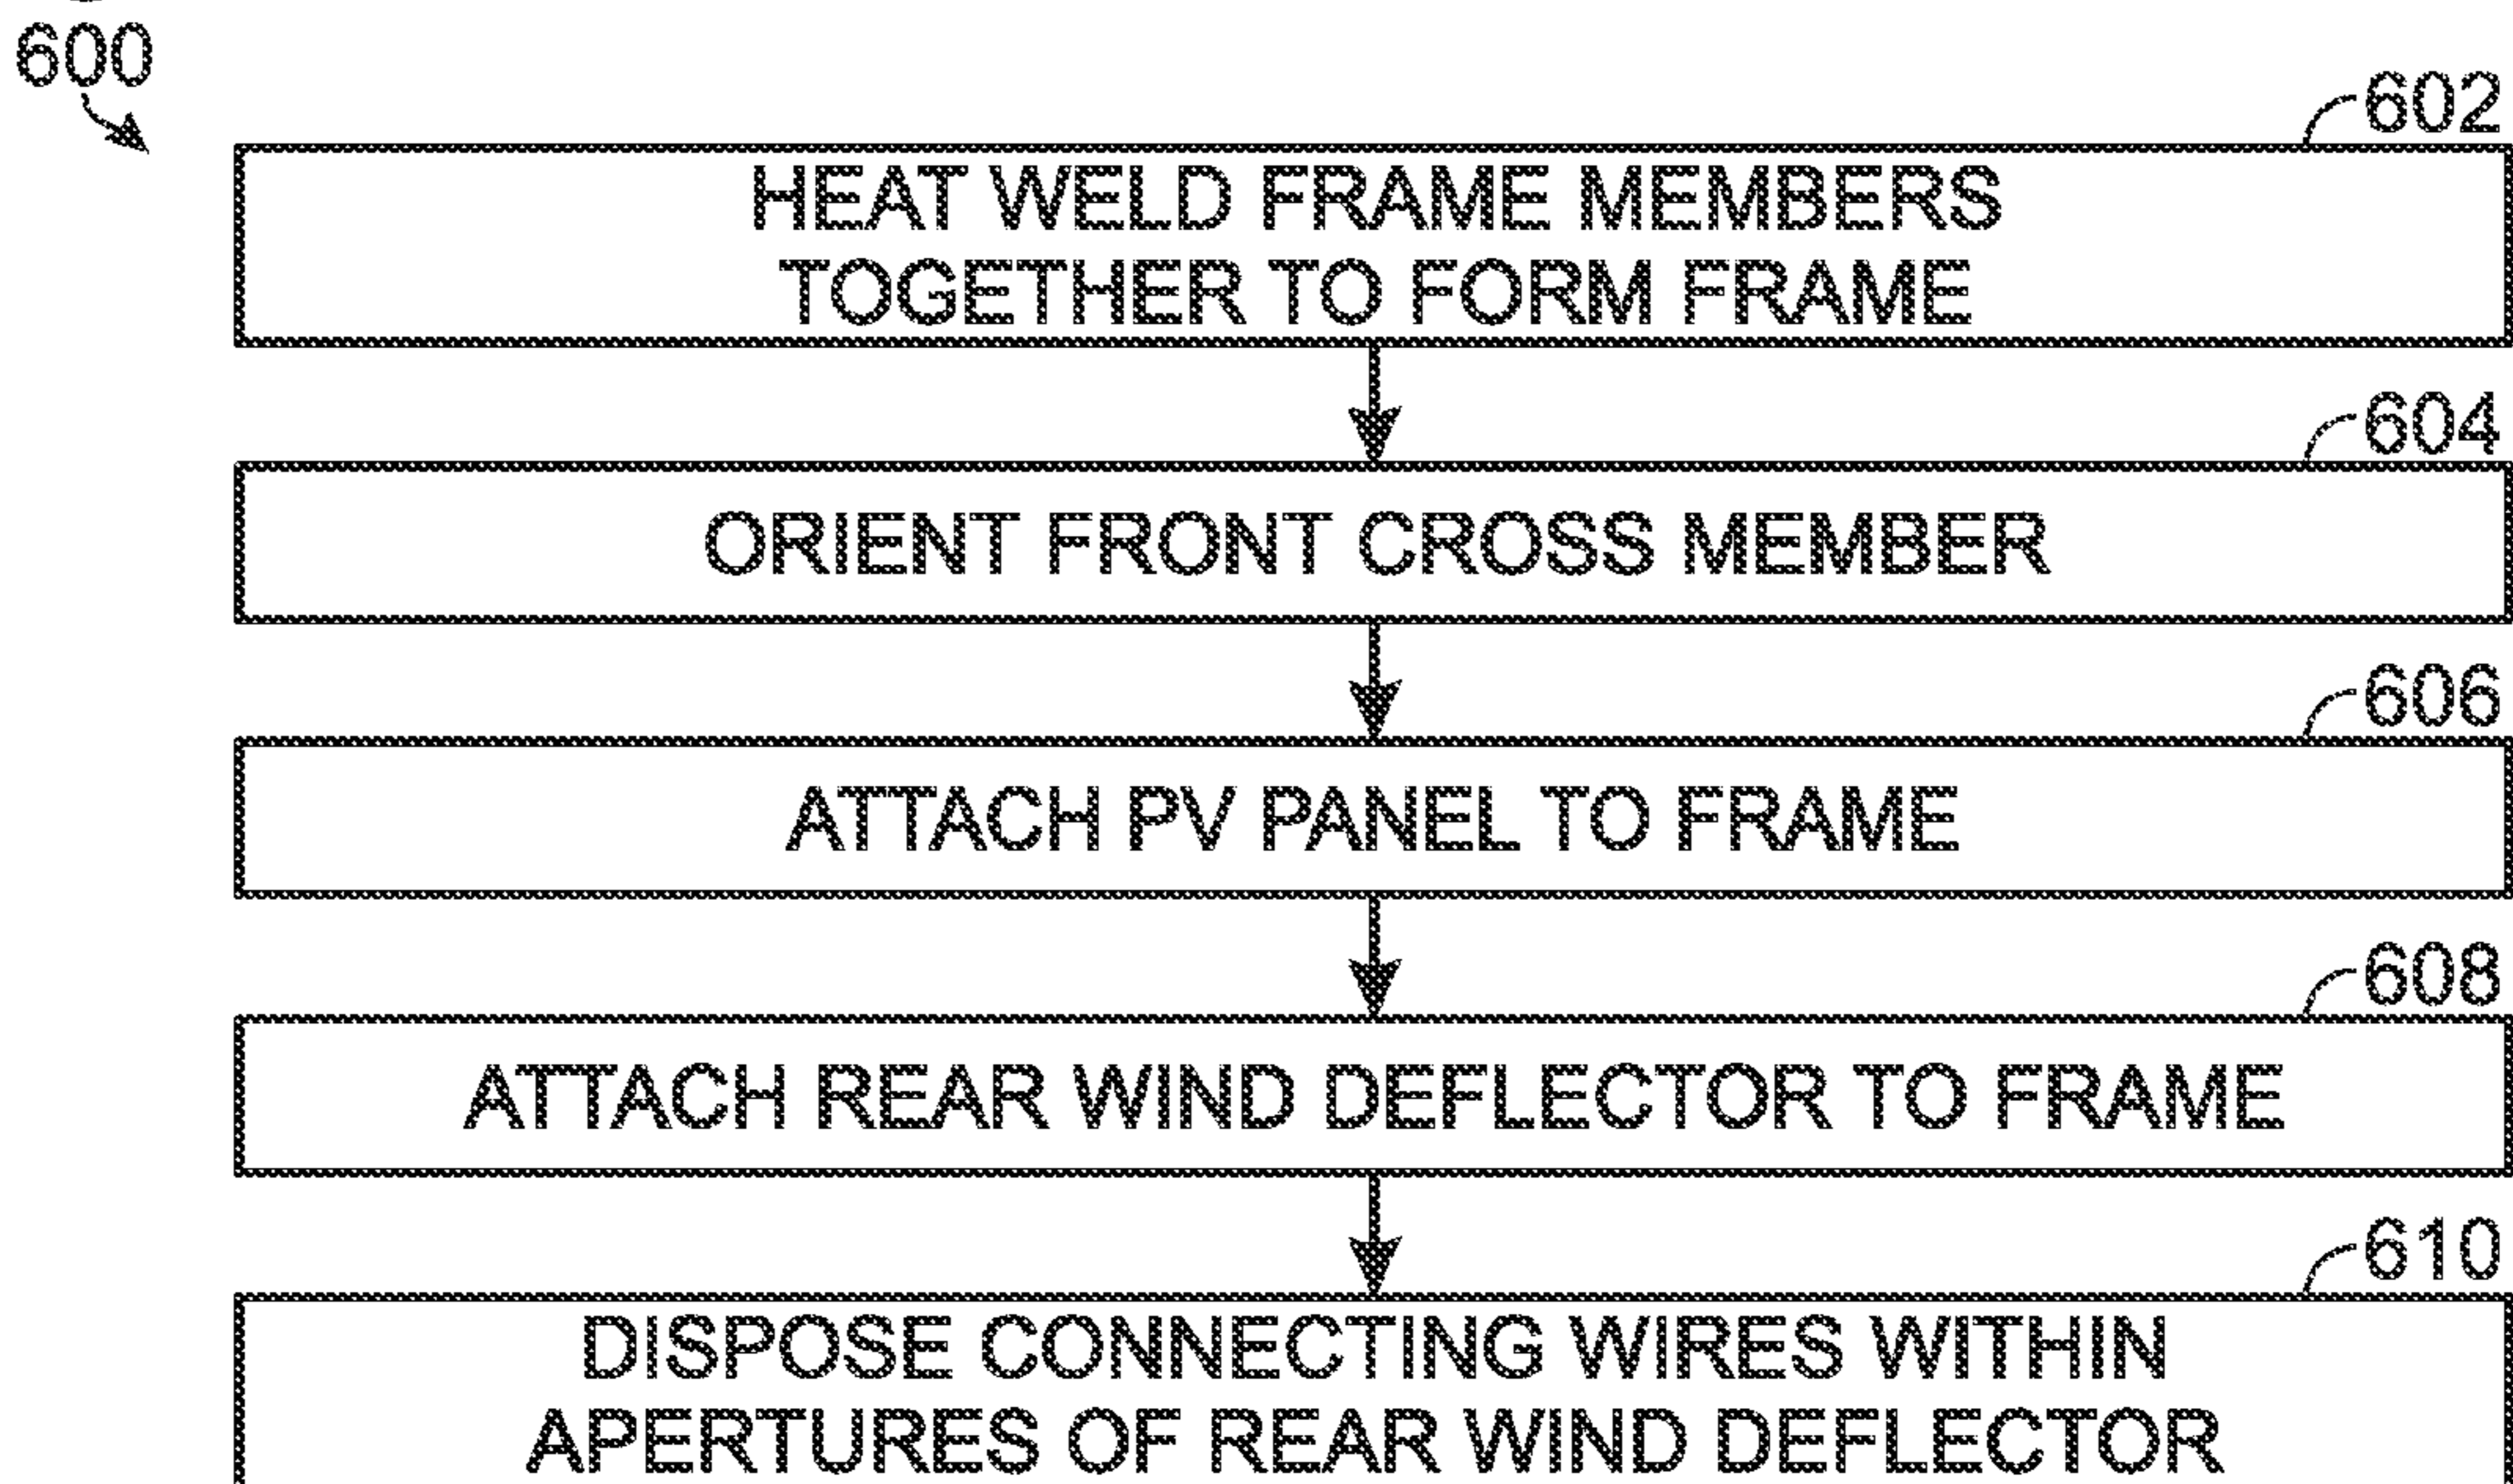 600
602
HEAT WELD FRAME MEMBERS
TOGETHER TO FORM FRAME
604
ORIENT FRONT CROSS MEMBER
606
ATTACH PV PANEL TO FRAME
608
ATTACH REAR WIND DEFLECTOR TO FRAME
610
DISPOSE CONNECTING WIRES WITHIN
APERTURES OF REAR WIND DEFLECTOR